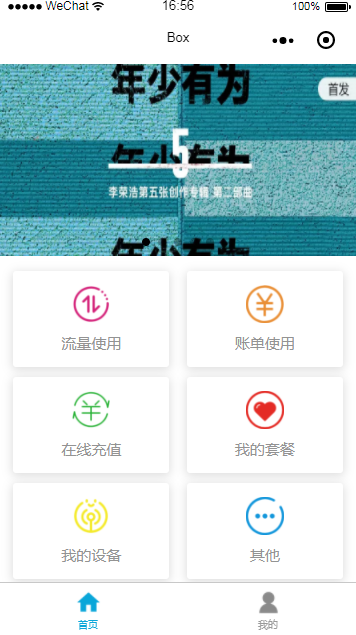 WeChat
16:56
100%
Box
年少有为
首发
5
年少有为
李荣浩第五张创作专辑 第二部曲
年少有为
流量使用
账单使用
在线充值
我的套餐
我的设备
其他
首页
我的